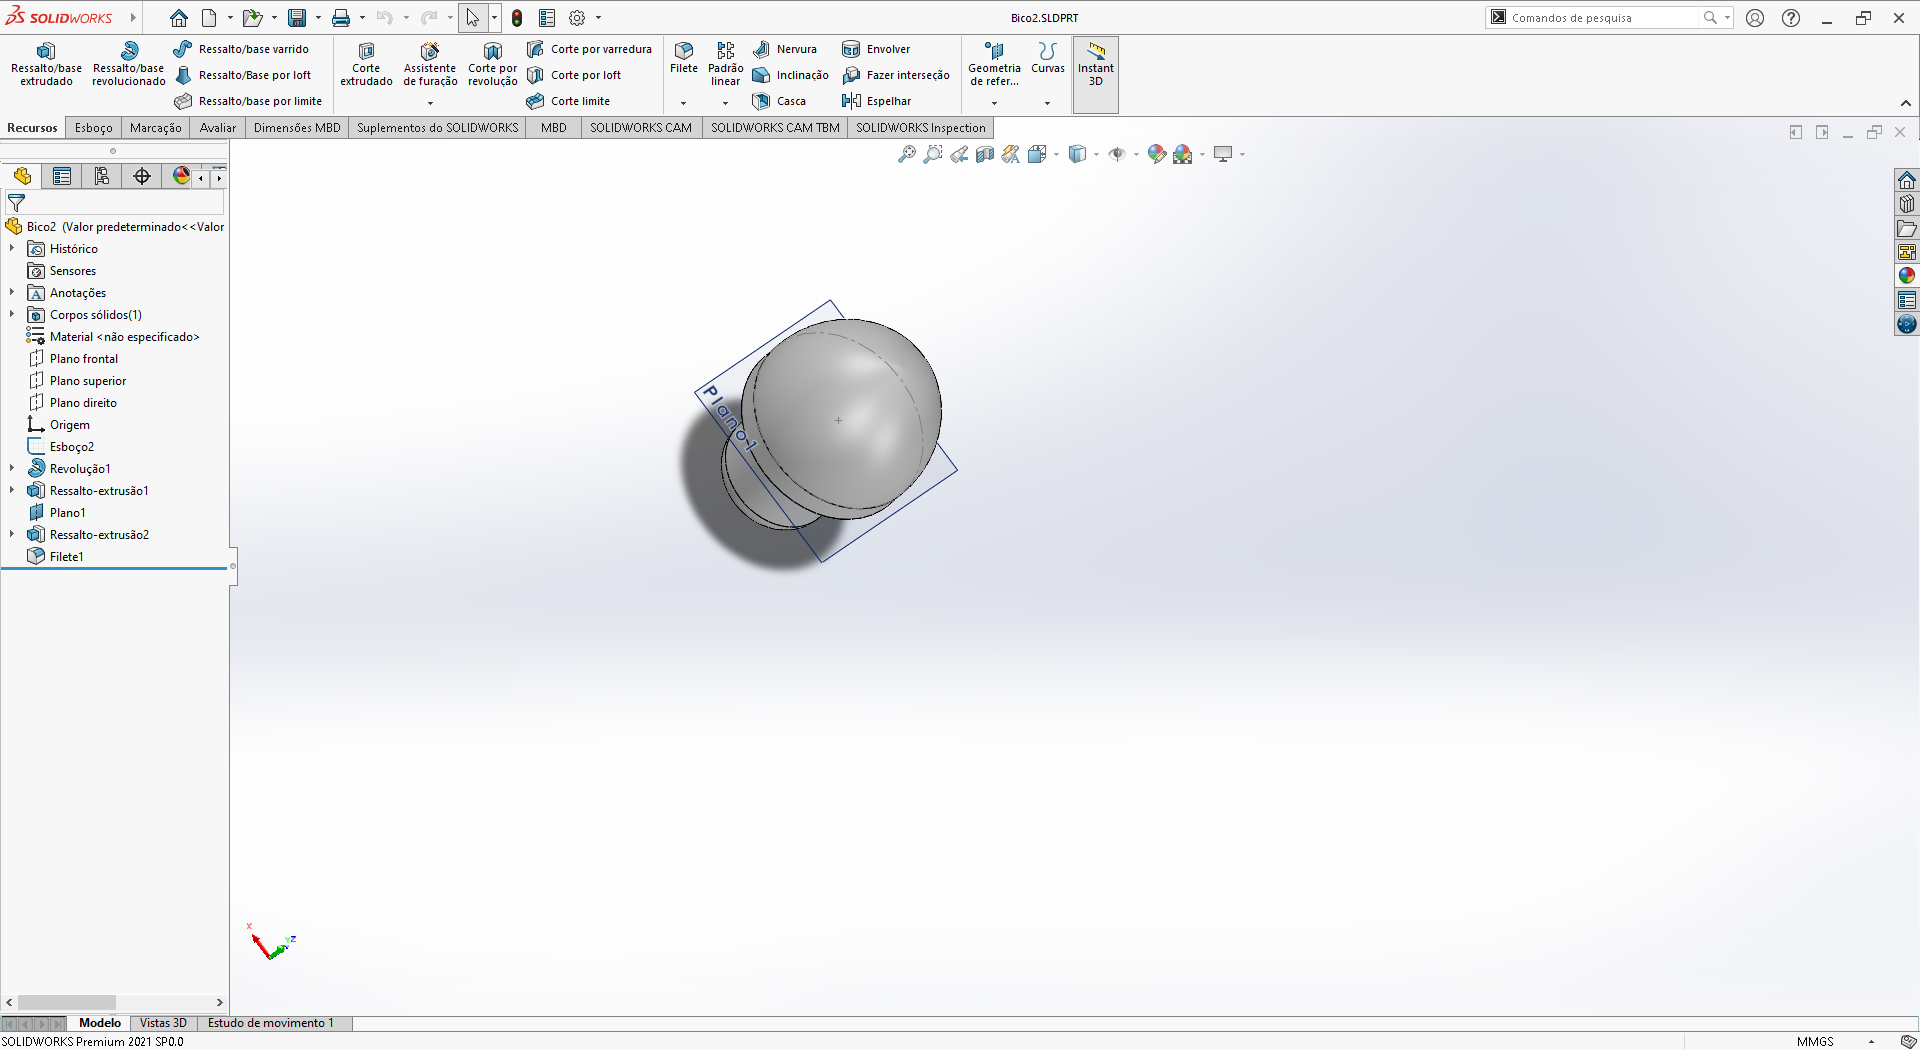 SOLIDWORKS
Bico2.SLDPRT
Comandos de pesquisa
Ressalto/base extrudado
Ressalto/base revolucionado
Ressalto/base varrido
Ressalto/Base por loft
Ressalto/base por limite
Corte extrudado
Assistente de furação
Corte por revolução
Corte por varredura
Corte por loft
Corte limite
Filete
Padrão linear
Nervura
Inclinação
Casca
Envolver
Fazer interseção
Espelhar
Geometria de refer...
Curvas
Instant 3D
Recursos
Esboço
Marcação
Avaliar
Dimensões MBD
Suplementos do SOLIDWORKS
MBD
SOLIDWORKS CAM
SOLIDWORKS CAM TBM
SOLIDWORKS Inspection
Bico2 (Valor predeterminado<<Valor
Histórico
Sensores
Anotações
Corpos sólidos(1)
Material <não especificado>
Plano frontal
Plano superior
Plano direito
Origem
Esboço2
Revolução1
Ressalto-extrusão1
Plano1
Ressalto-extrusão2
Filete1
Plano1
X
Y
Z
Modelo
Vistas 3D
Estudo de movimento 1
SOLIDWORKS Premium 2021 SP0.0
MMGS